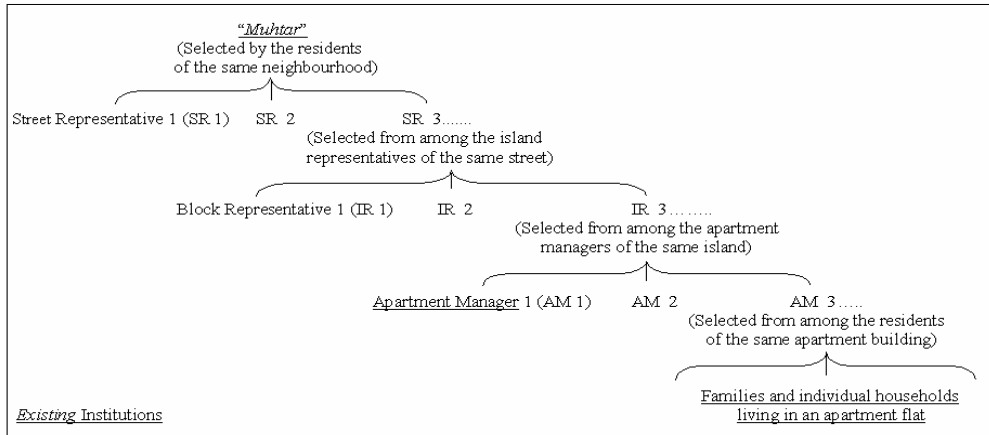 “Muhtar”
(Selected by the residents
of the same neighbourhood)
Street Representative 1 (SR 1) SR 2 SR 3.......
(Selected from among the island
representatives of the same street)
Block Representative 1 (IR 1) IR 2 IR 3... ......
(Selected from among the apartment
managers of the same island)
Apartment Manager 1 (AM 1) AM 2 AM 3.....
(Selected from among the residents
of the same apartment building)
Families and individual households
living in an apartment flat
Existing Institutions